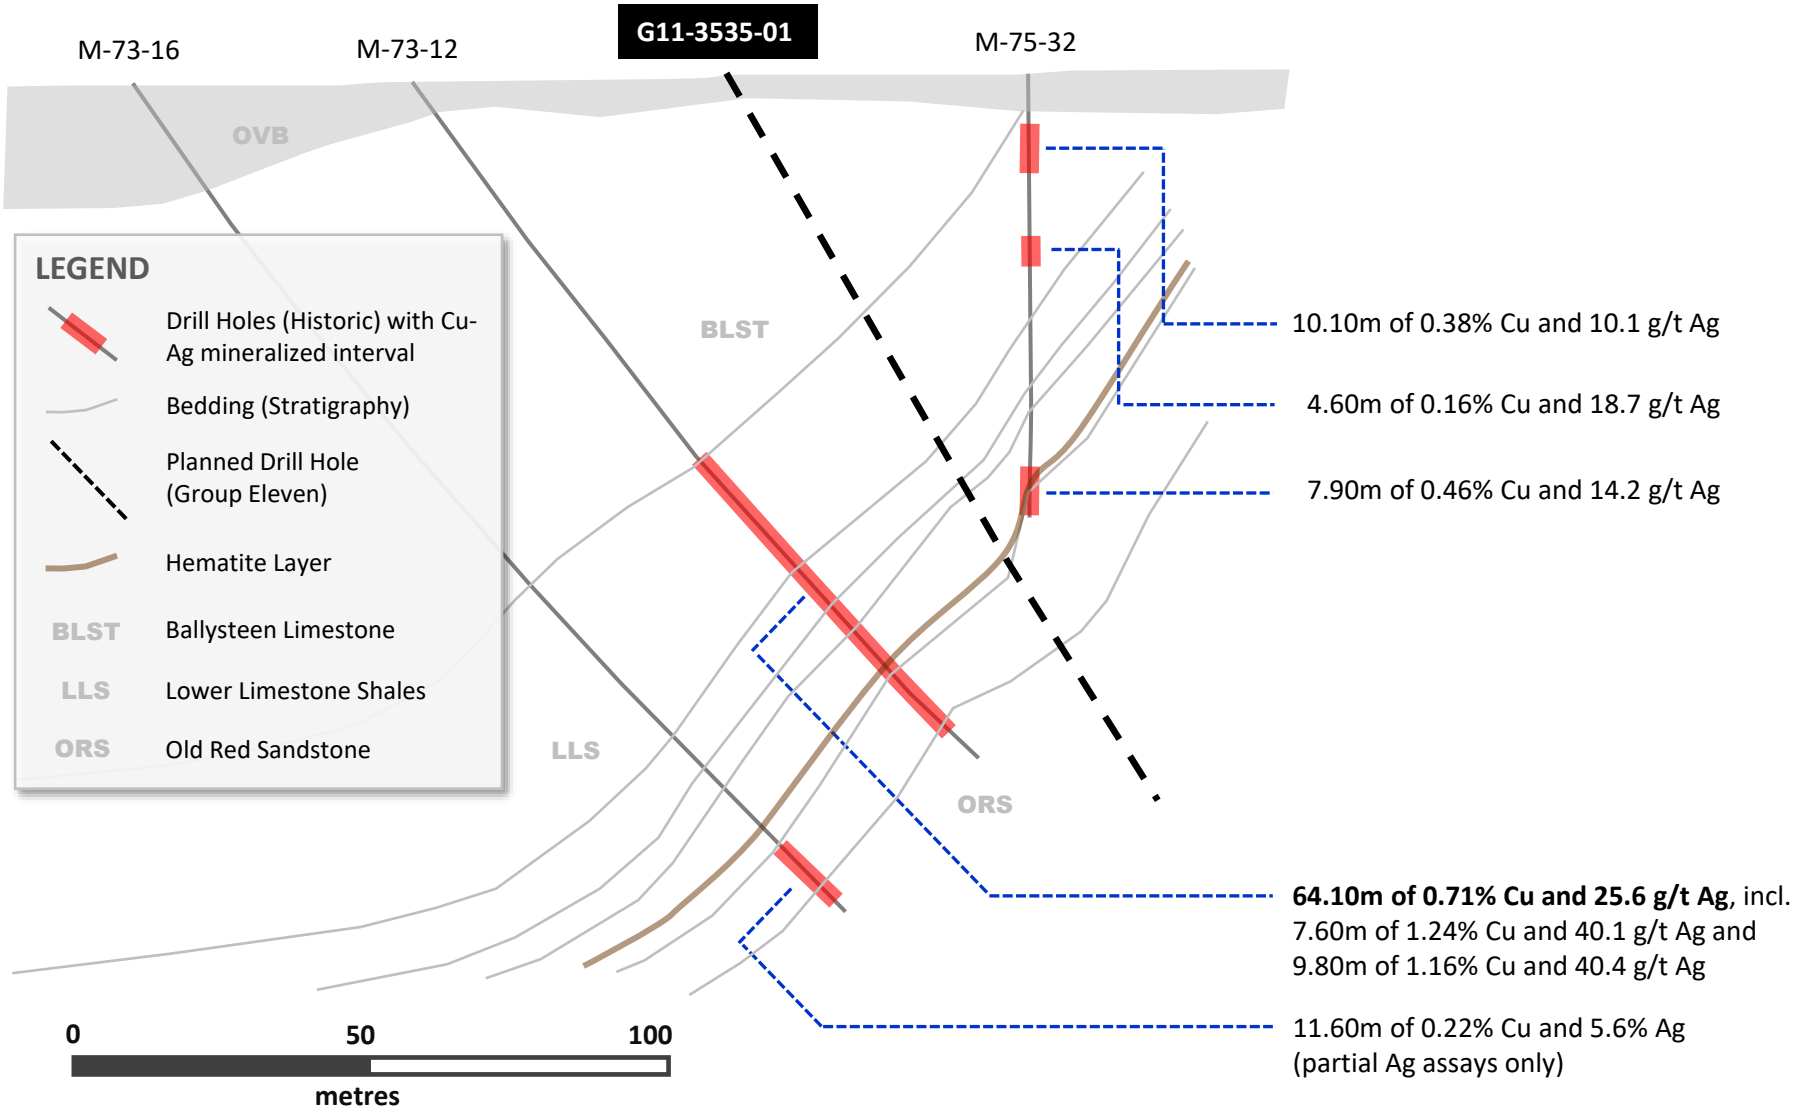 M-73-16
M-73-12
G11-3535-01
M-75-32
OVB
LEGEND
Drill Holes (Historic) with Cu-
Ag mineralized interval
Bedding (Stratigraphy)
Planned Drill Hole
(Group Eleven)
Hematite Layer
BLST
Ballysteen Limestone
LLS
Lower Limestone Shales
ORS
Old Red Sandstone
BLST
LLS
ORS
10.10m of 0.38% Cu and 10.1 g/t Ag
4.60m of 0.16% Cu and 18.7 g/t Ag
7.90m of 0.46% Cu and 14.2 g/t Ag
64.10m of 0.71% Cu and 25.6 g/t Ag, incl.
7.60m of 1.24% Cu and 40.1 g/t Ag and
9.80m of 1.16% Cu and 40.4 g/t Ag
11.60m of 0.22% Cu and 5.6% Ag
(partial Ag assays only)
0
50
100
metres